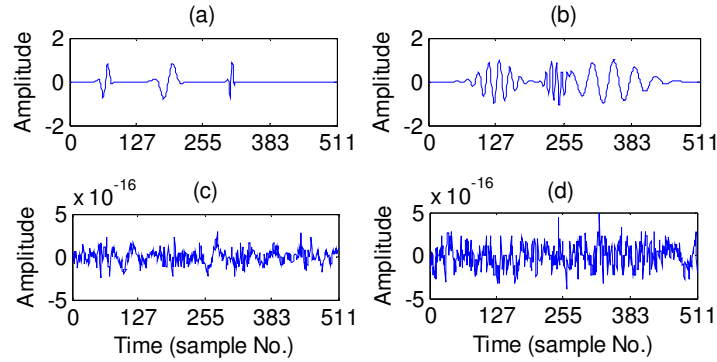 (a)
(b)
Amplitude
2
0
-2
0 127 255 383 511
Amplitude
2
0
-2
0 127 255 383 511
(c)
(d)
x 10^-16
Amplitude
5
0
-5
0 127 255 383 511
Time (sample No.)
x 10^-16
Amplitude
5
0
-5
0 127 255 383 511
Time (sample No.)